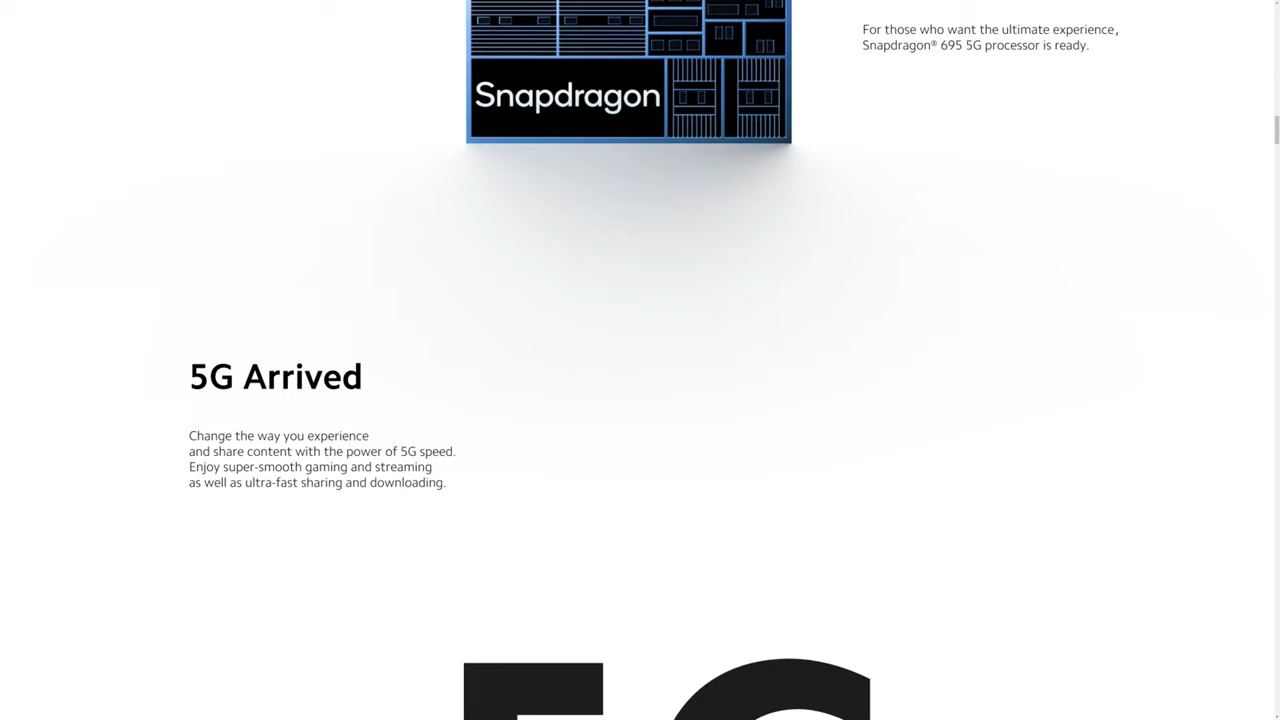 For those who want the ultimate experience,
Snapdragon® 695 5G processor is ready.
Snapdragon
5G Arrived
Change the way you experience
and share content with the power of 5G speed.
Enjoy super-smooth gaming and streaming
as well as ultra-fast sharing and downloading.
5G